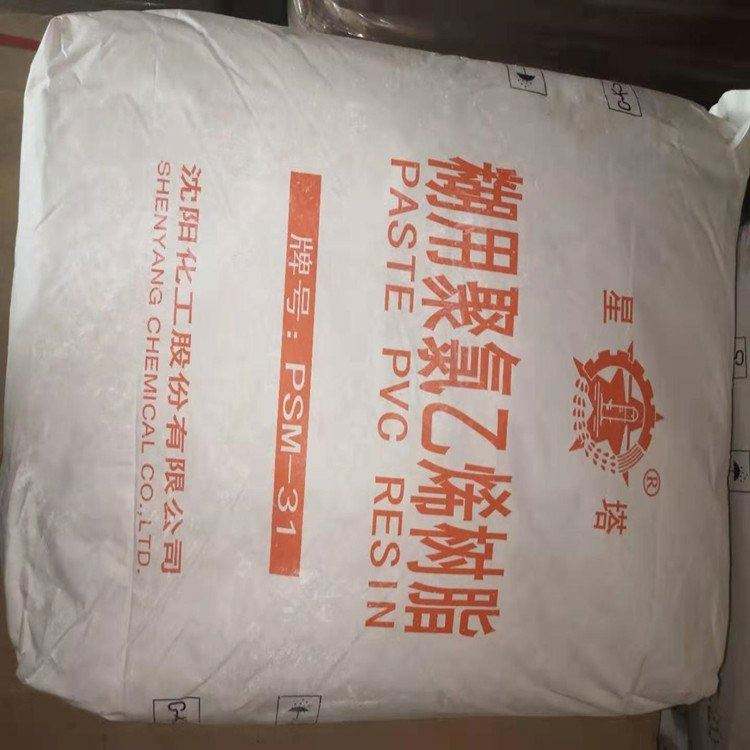 星 塔
®
糊用聚氯乙烯树脂
PASTE PVC RESIN
牌号：PSM-31
沈阳化工股份有限公司
SHENYANG CHEMICAL CO.,LTD.